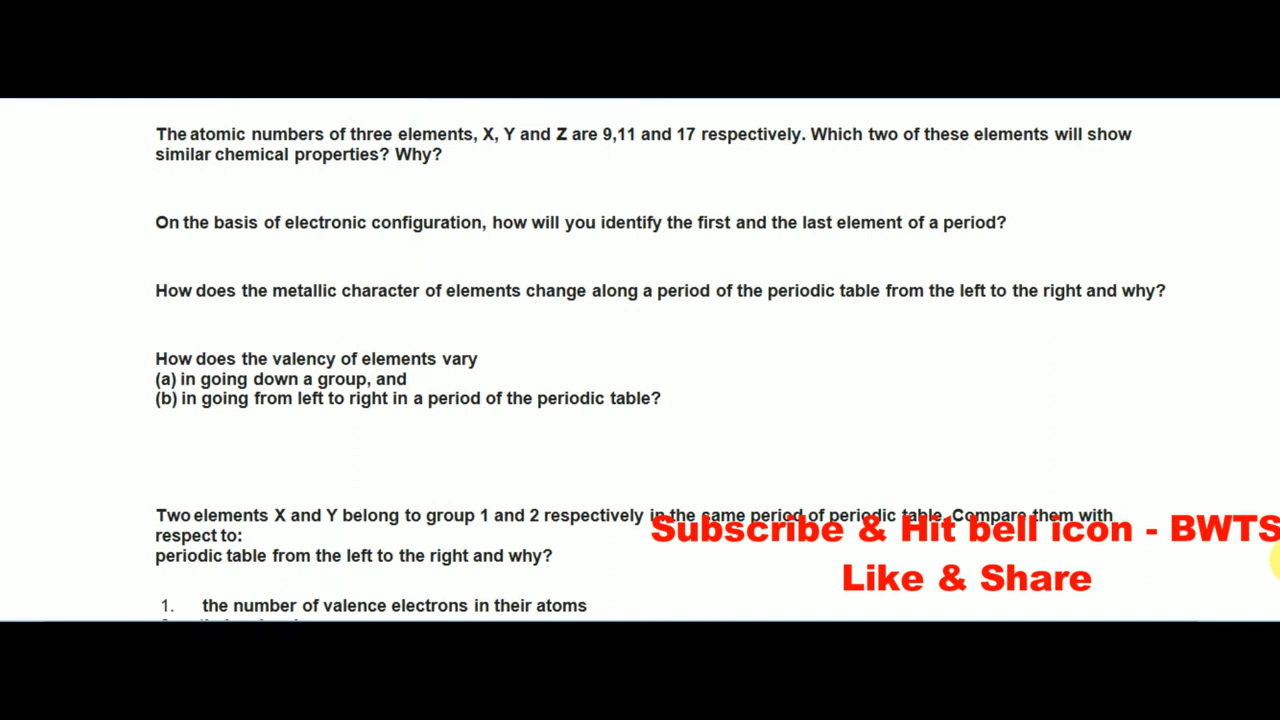 The atomic numbers of three elements, X, Y and Z are 9,11 and 17 respectively. Which two of these elements will show
similar chemical properties? Why?
On the basis of electronic configuration, how will you identify the first and the last element of a period?
How does the metallic character of elements change along a period of the periodic table from the left to the right and why?
How does the valency of elements vary
(a) in going down a group, and
(b) in going from left to right in a period of the periodic table?
Two elements X and Y belong to group 1 and 2 respectively in the same period of periodic table. Compare them with
respect to:
periodic table from the left to the right and why?
Subscribe & Hit bell icon - BWTS
Like & Share
1. the number of valence electrons in their atoms